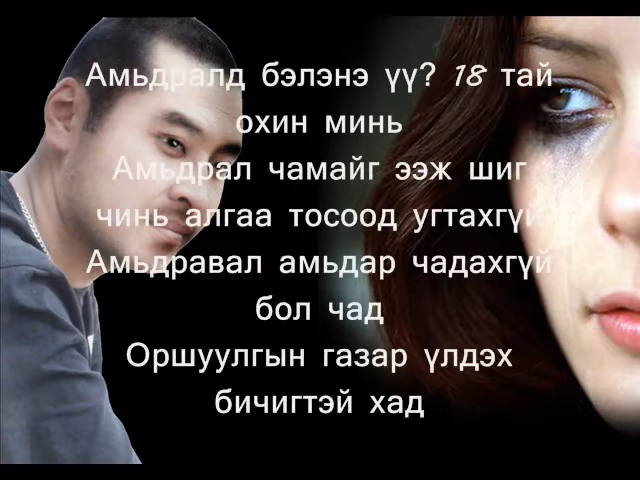 Амьдралд бэлэнэ үү? 18 тай
охин минь
Амьдрал чамайг ээж шиг
чинь алгаа тосоод угтахгүй
Амьдравал амьдар чадахгүй
бол чад
Оршуулгын газар үлдэх
бичигтэй хад